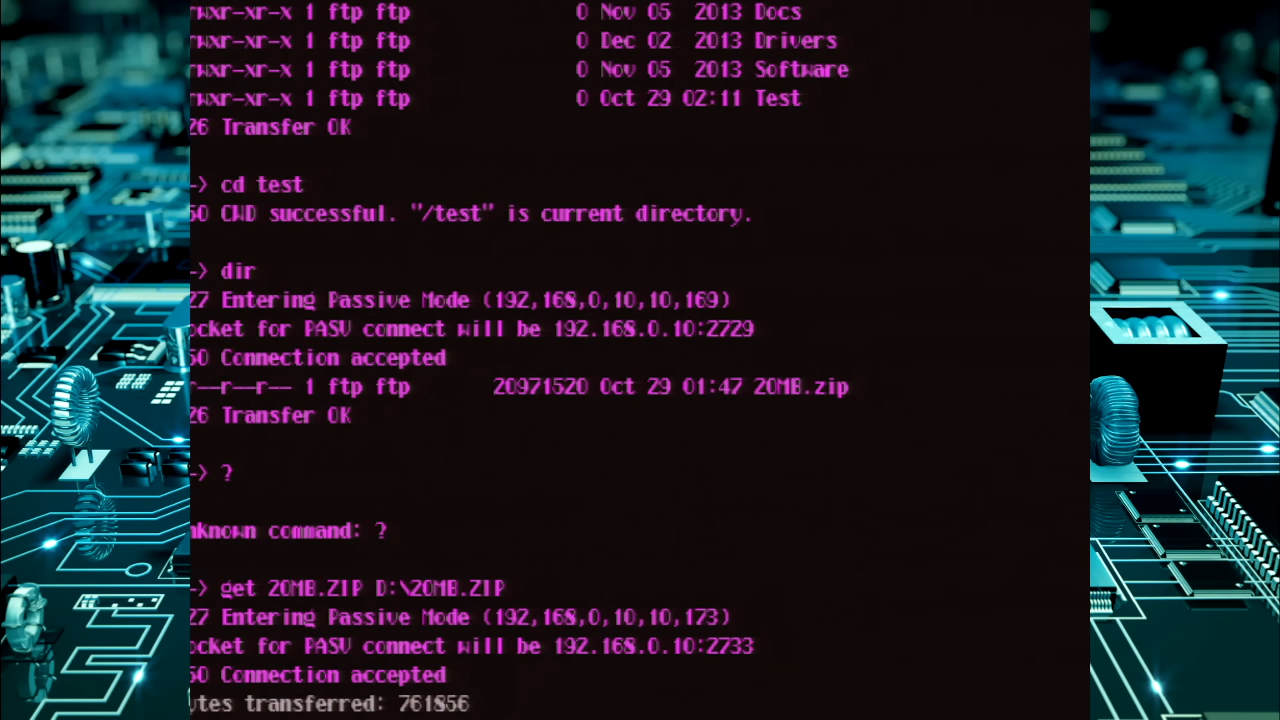 rwxr-xr-x 1 ftp ftp 0 Nov 05 2013 Docs
rwxr-xr-x 1 ftp ftp 0 Dec 02 2013 Drivers
rwxr-xr-x 1 ftp ftp 0 Nov 05 2013 Software
rwxr-xr-x 1 ftp ftp 0 Oct 29 02:11 Test
26 Transfer OK
-> cd test
50 CWD successful. "/test" is current directory.
-> dir
27 Entering Passive Mode (192,168,0,10,10,169)
ocket for PASV connect will be 192.168.0.10:2729
50 Connection accepted
r--r--r-- 1 ftp ftp 20971520 Oct 29 01:47 20MB.zip
26 Transfer OK
-> ?
nknown command: ?
-> get 20MB.ZIP D:\20MB.ZIP
27 Entering Passive Mode (192,168,0,10,10,173)
ocket for PASV connect will be 192.168.0.10:2733
50 Connection accepted
ytes transferred: 761856